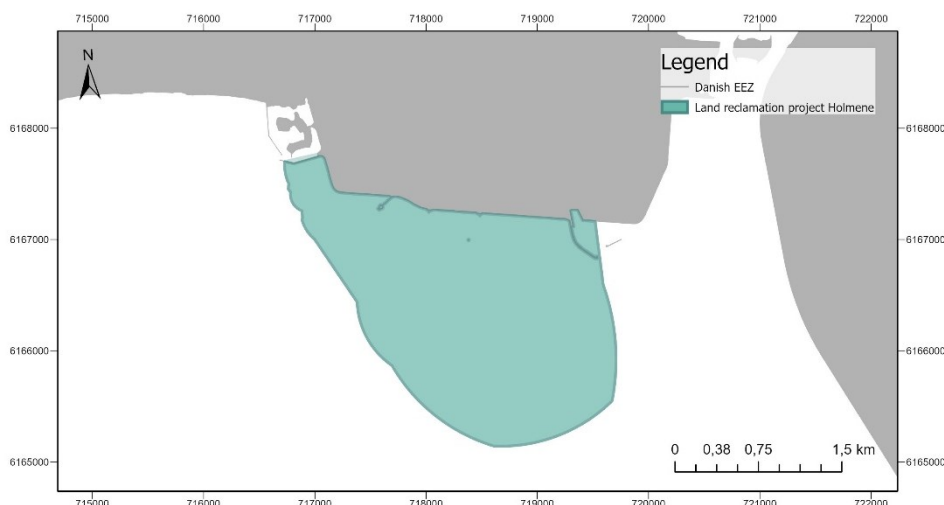 715000 716000 717000 718000 719000 720000 721000 722000
N
Legend
Danish EEZ
Land reclamation project Holmene
6168000 6168000
6167000 6167000
6166000 6166000
0 0,38 0,75 1,5 km
6165000 6165000
715000 716000 717000 718000 719000 720000 721000 722000